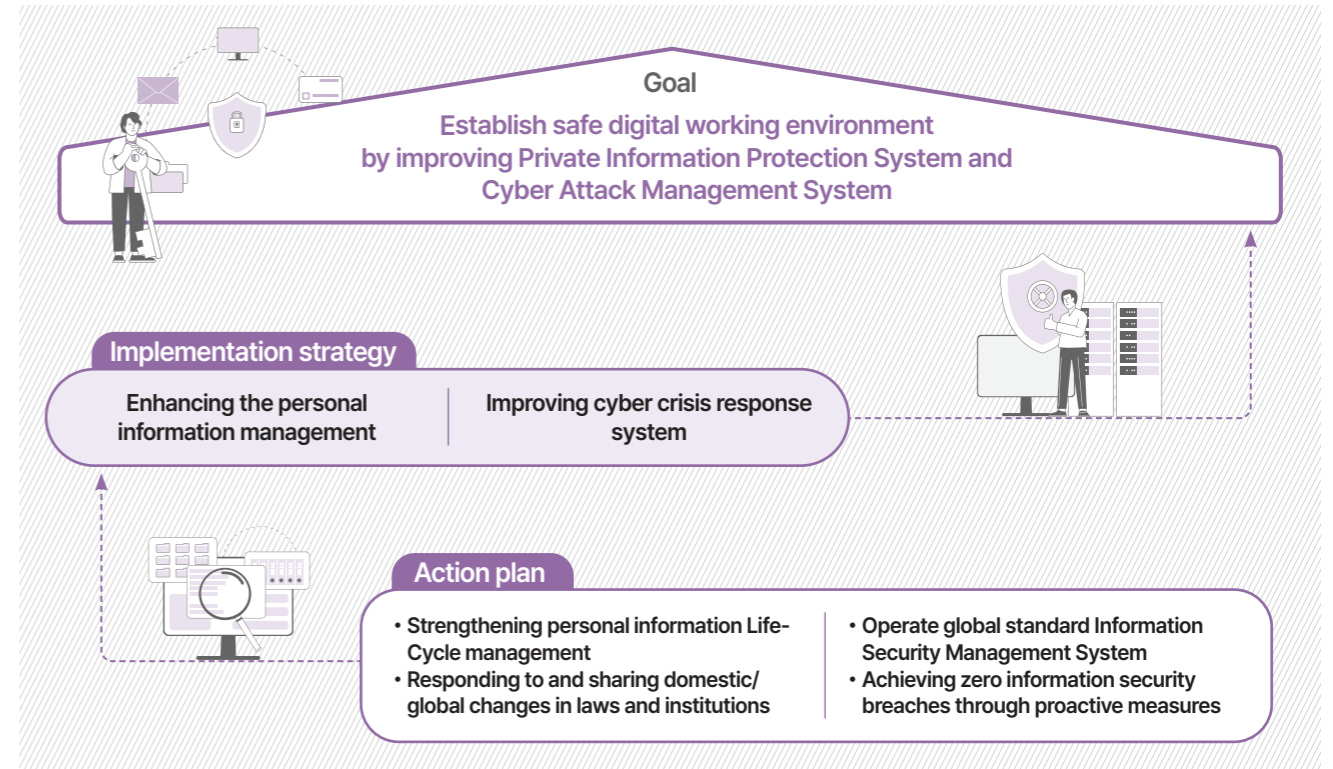 Goal
Establish safe digital working environment
by improving Private Information Protection System and
Cyber Attack Management System
Implementation strategy
Enhancing the personal
information management
Improving cyber crisis response
system
Action plan
• Strengthening personal information Life-
Cycle management
• Responding to and sharing domestic/
global changes in laws and institutions
• Operate global standard Information
Security Management System
• Achieving zero information security
breaches through proactive measures